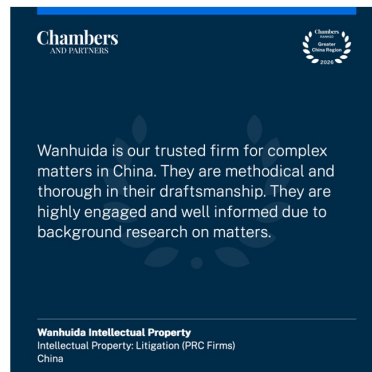 Chambers
AND PARTNERS
Chambers
RANKED
Greater
China Region
2026
Wanhuida is our trusted firm for complex
matters in China. They are methodical and
thorough in their draftsmanship. They are
highly engaged and well informed due to
background research on matters.
Wanhuida Intellectual Property
Intellectual Property: Litigation (PRC Firms)
China